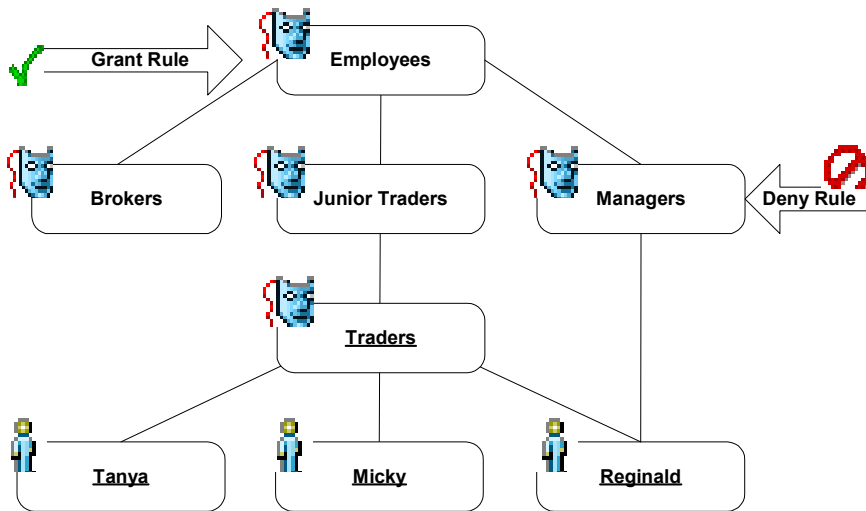 Grant Rule
Employees
Brokers
Junior Traders
Managers
Deny Rule
Traders
Tanya
Micky
Reginald